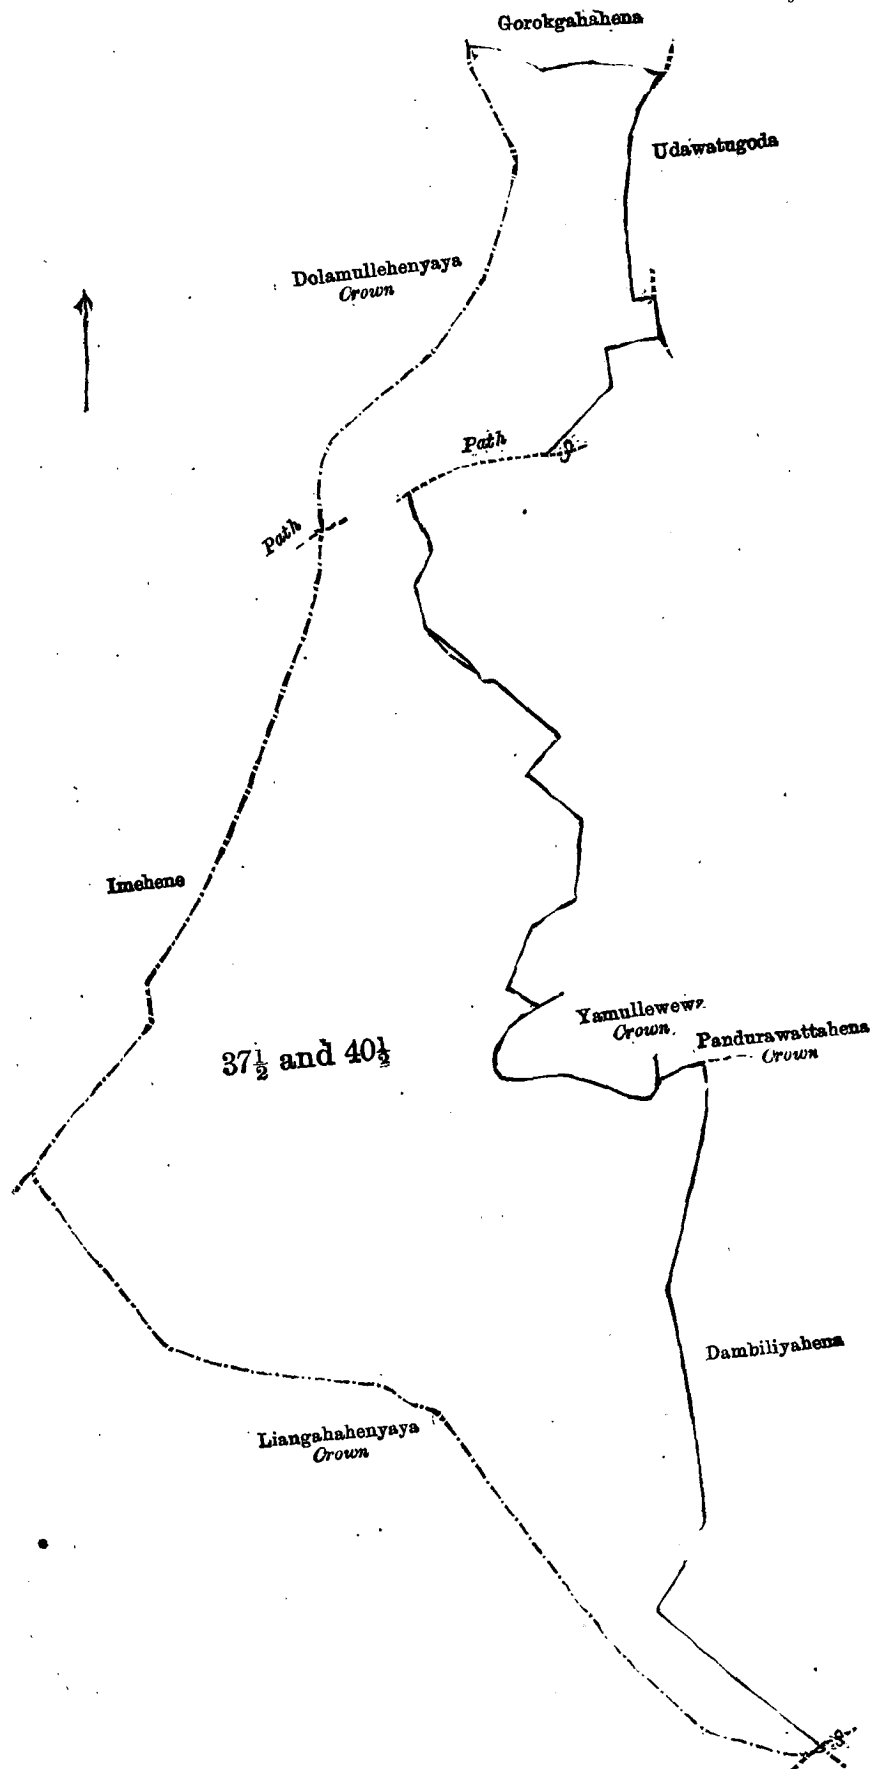 Gorokgahahena
Udawatugoda
Dolamullehenyaya
Crown
Path
Path
Imehene
Yamullewewa
Crown.
Pandurawattahena
Crown
37½ and 40½
Dambiliyahena
Liangahahenyaya
Crown